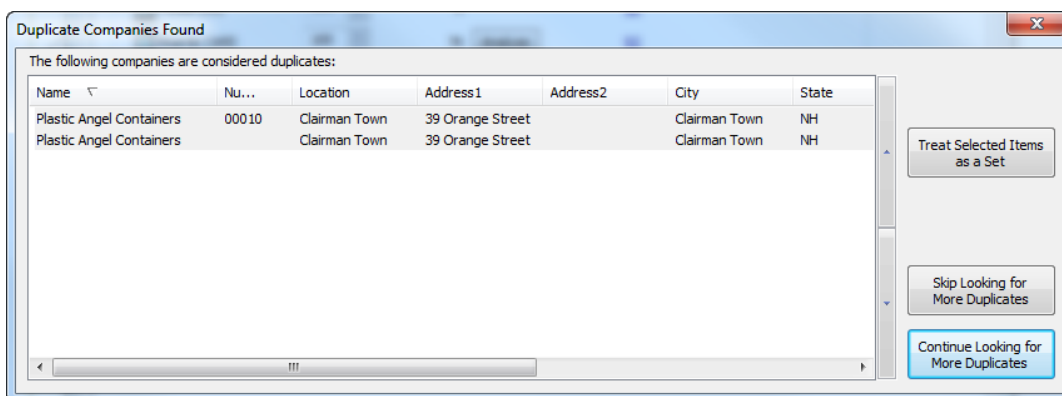 Duplicate Companies Found
The following companies are considered duplicates:
Name Nu... Location Address1 Address2 City State
Plastic Angel Containers 00010 Clairman Town 39 Orange Street Clairman Town NH
Plastic Angel Containers Clairman Town 39 Orange Street Clairman Town NH
Treat Selected Items
as a Set
Skip Looking for
More Duplicates
Continue Looking for
More Duplicates